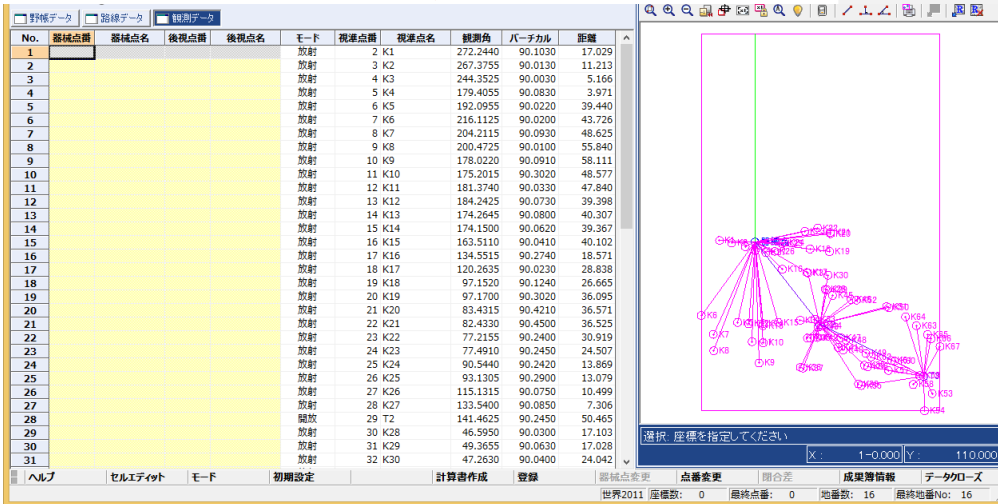 野帳データ 路線データ 観測データ
No. 器械点番 器械点名 後視点番 後視点名 モード 視準点番 視準点名 観測角 バーチカル 距離
1 放射 2 K1 272.2440 90.1030 17.029
2 放射 3 K2 267.3755 90.0130 11.213
3 放射 4 K3 244.3525 90.0030 5.166
4 放射 5 K4 179.4055 90.0830 3.971
5 放射 6 K5 192.0955 90.0220 39.440
6 放射 7 K6 216.1125 90.0200 43.726
7 放射 8 K7 204.2115 90.0930 48.625
8 放射 9 K8 200.4725 90.0100 55.840
9 放射 10 K9 178.0220 90.0910 58.111
10 放射 11 K10 175.2015 90.3020 48.577
11 放射 12 K11 181.3740 90.0330 47.840
12 放射 13 K12 184.2425 90.0730 39.398
13 放射 14 K13 174.2645 90.0800 40.307
14 放射 15 K14 174.1500 90.0620 39.367
15 放射 16 K15 163.5110 90.0410 40.102
16 放射 17 K16 134.5515 90.2740 18.571
17 放射 18 K17 120.2635 90.0230 28.838
18 放射 19 K18 97.1520 90.1240 26.665
19 放射 20 K19 97.1700 90.3020 36.095
20 放射 21 K20 83.4315 90.4210 36.571
21 放射 22 K21 82.4330 90.4500 36.525
22 放射 23 K22 77.2155 90.2400 30.919
23 放射 24 K23 77.4910 90.2450 24.507
24 放射 25 K24 90.5440 90.2420 13.869
25 放射 26 K25 93.1305 90.2900 13.079
26 放射 27 K26 115.1315 90.0750 10.499
27 放射 28 K27 133.5400 90.0850 7.306
28 開放 29 T2 141.4625 90.2450 50.465
29 放射 30 K28 46.5950 90.0300 17.103
30 放射 31 K29 49.3655 90.0630 17.028
31 放射 32 K30 47.2630 90.0400 24.042
K19
K30
K6
K64
K63
K7
K10
K67
K8
K9
K53
選択: 座標を指定してください
X : 1-0.000 Y : 110.000
ヘルプ セルエディット モード 初期設定 計算書作成 登録 器械点変更 点番変更 閉合差 成果簿情報 データクローズ
世界2011 座標数: 0 最終点番: 0 地番数: 16 最終地番No: 16